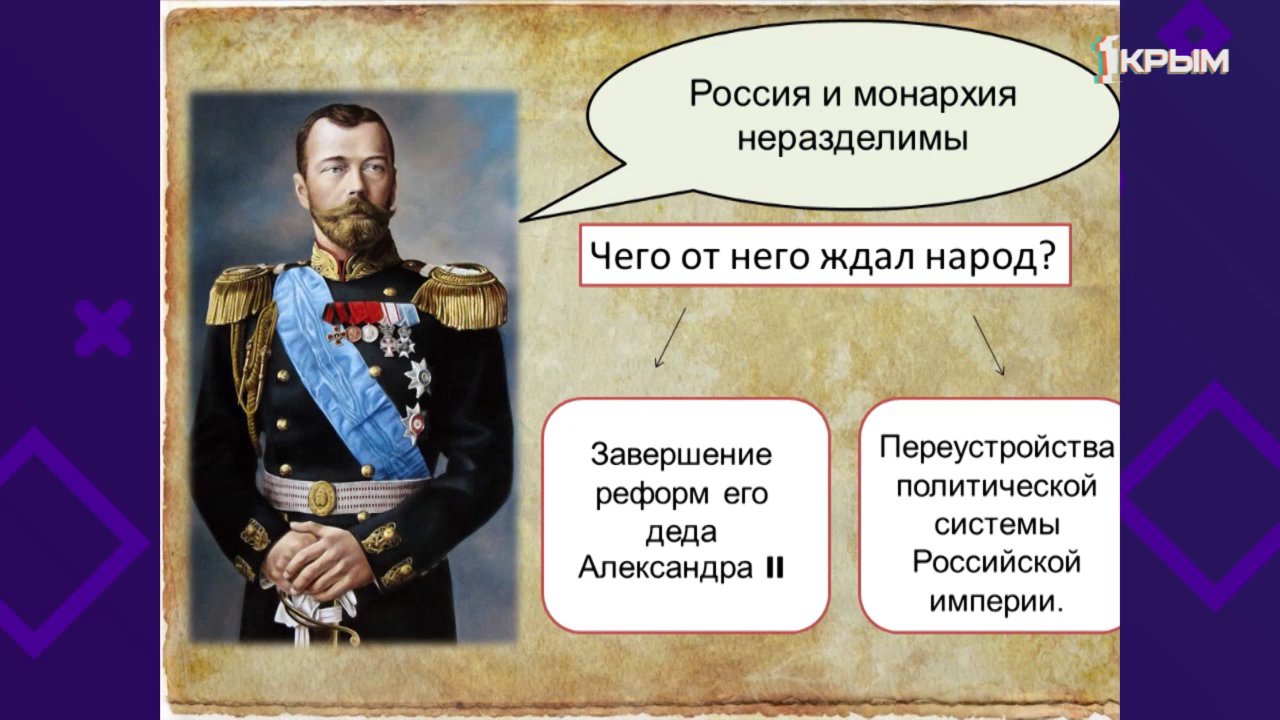 1КРЫМ
Россия и монархия
неразделимы
Чего от него ждал народ?
Завершение
реформ его
деда
Александра II
Переустройства
политической
системы
Российской
империи.